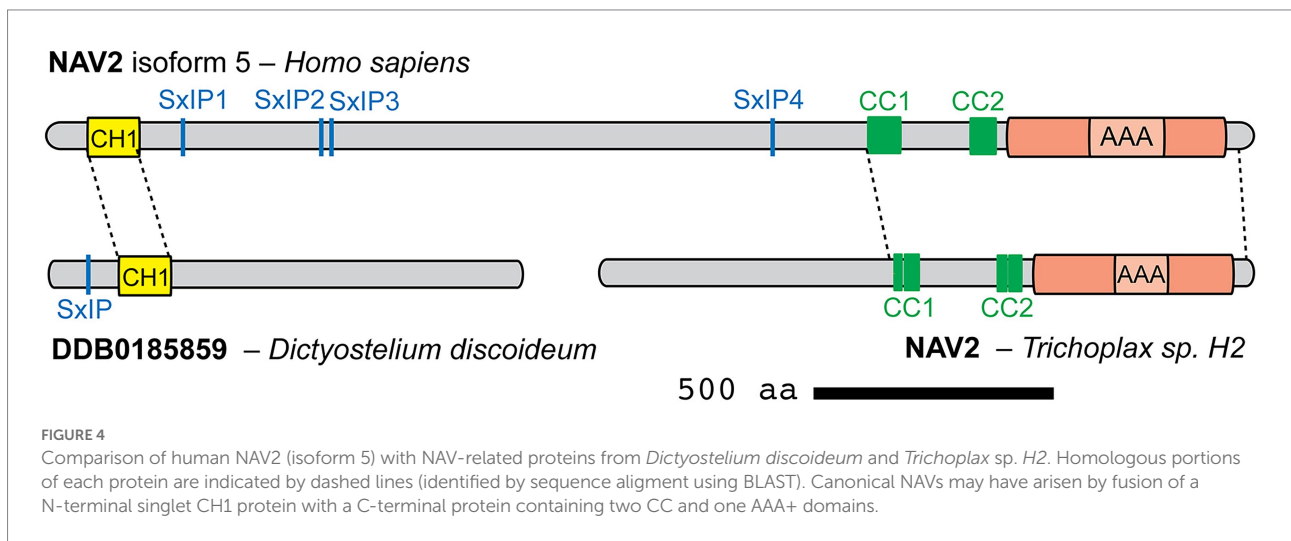 NAV2 isoform 5 – Homo sapiens
SxIP1 SxIP2 SxIP3 SxIP4 CC1 CC2
CH1 AAA
CH1 AAA
SxIP CC1 CC2
DDB0185859 – Dictyostelium discoideum NAV2 – Trichoplax sp. H2
500 aa
FIGURE 4
Comparison of human NAV2 (isoform 5) with NAV-related proteins from Dictyostelium discoideum and Trichoplax sp. H2. Homologous portions
of each protein are indicated by dashed lines (identified by sequence aligment using BLAST). Canonical NAVs may have arisen by fusion of a
N-terminal singlet CH1 protein with a C-terminal protein containing two CC and one AAA+ domains.